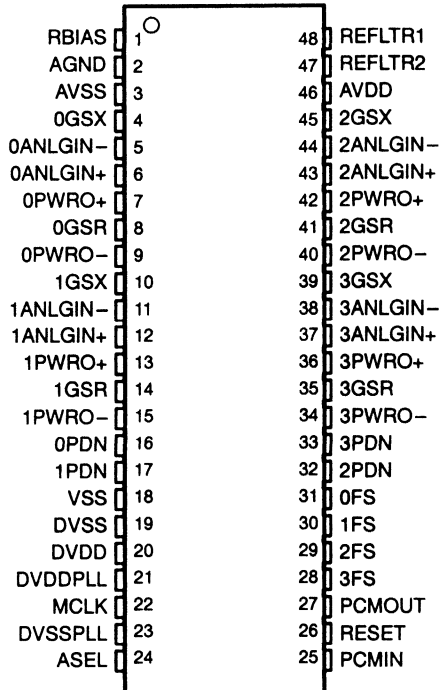 RBIAS 1 48 REFLTR1
AGND 2 47 REFLTR2
AVSS 3 46 AVDD
0GSX 4 45 2GSX
0ANLGIN− 5 44 2ANLGIN−
0ANLGIN+ 6 43 2ANLGIN+
0PWRO+ 7 42 2PWRO+
0GSR 8 41 2GSR
0PWRO− 9 40 2PWRO−
1GSX 10 39 3GSX
1ANLGIN− 11 38 3ANLGIN−
1ANLGIN+ 12 37 3ANLGIN+
1PWRO+ 13 36 3PWRO+
1GSR 14 35 3GSR
1PWRO− 15 34 3PWRO−
0PDN 16 33 3PDN
1PDN 17 32 2PDN
VSS 18 31 0FS
DVSS 19 30 1FS
DVDD 20 29 2FS
DVDDPLL 21 28 3FS
MCLK 22 27 PCMOUT
DVSSPLL 23 26 RESET
ASEL 24 25 PCMIN